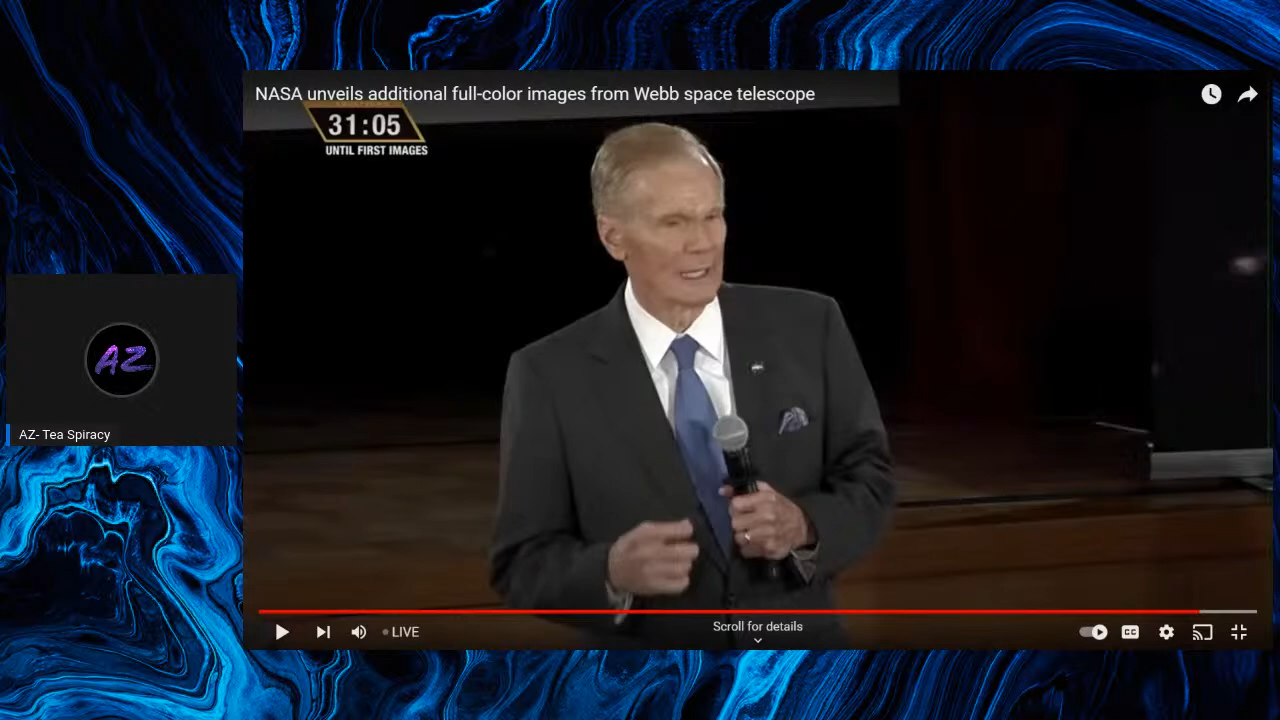 NASA unveils additional full-color images from Webb space telescope
31:05
UNTIL FIRST IMAGES
AZ
AZ- Tea Spiracy
LIVE
Scroll for details
CC